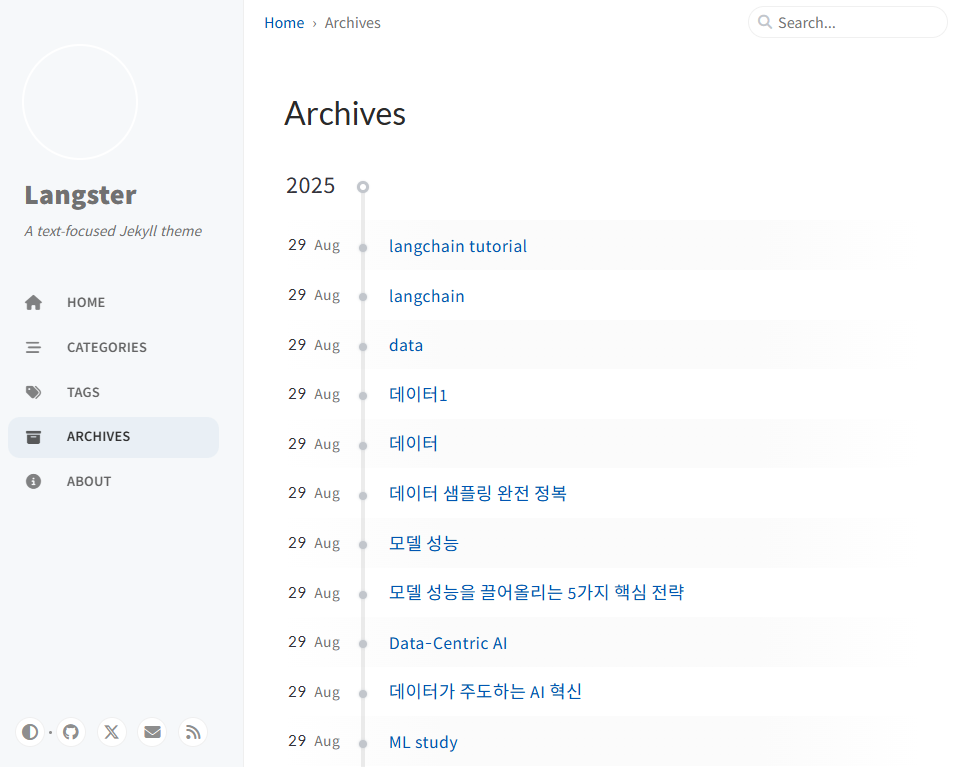 Home › Archives
Search...
Langster
A text-focused Jekyll theme
HOME
CATEGORIES
TAGS
ARCHIVES
ABOUT
Archives
2025
29 Aug langchain tutorial
29 Aug langchain
29 Aug data
29 Aug 데이터1
29 Aug 데이터
29 Aug 데이터 샘플링 완전 정복
29 Aug 모델 성능
29 Aug 모델 성능을 끌어올리는 5가지 핵심 전략
29 Aug Data-Centric AI
29 Aug 데이터가 주도하는 AI 혁신
29 Aug ML study